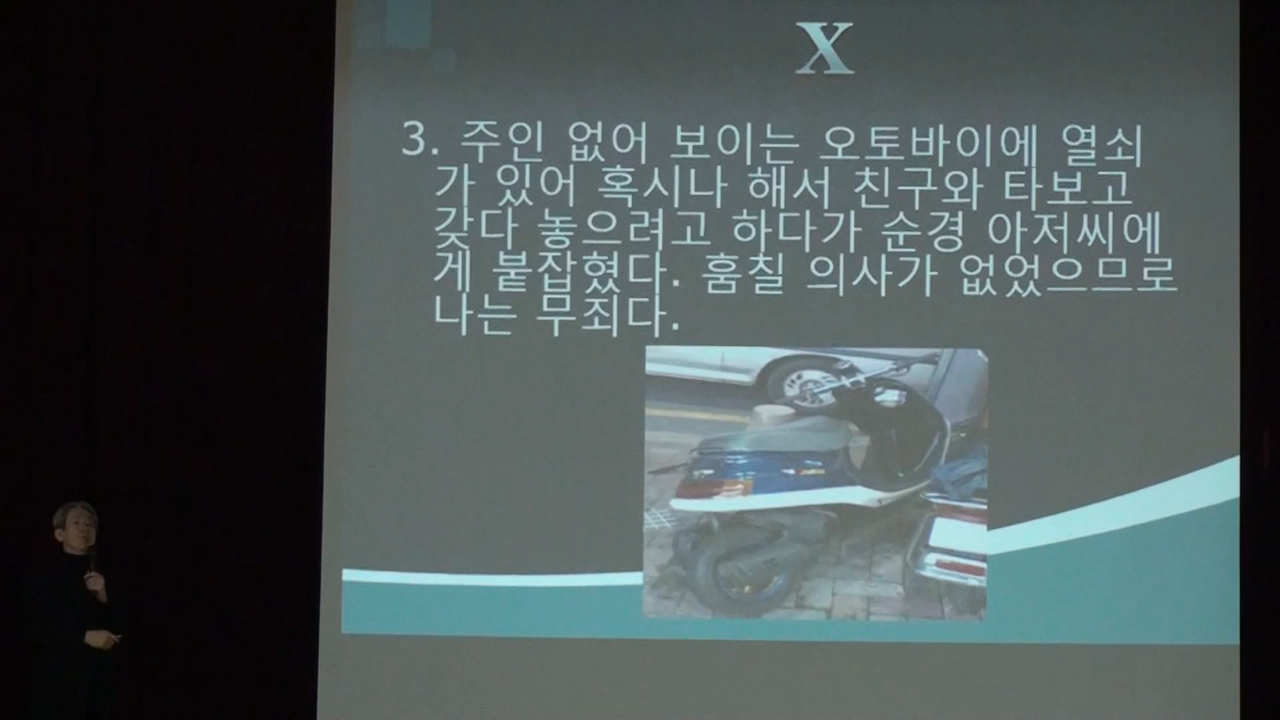 X
3. 주인 없어 보이는 오토바이에 열쇠
가 있어 혹시나 해서 친구와 타보고
갖다 놓으려고 하다가 순경 아저씨에
게 붙잡혔다. 훔칠 의사가 없었으므로
나는 무죄다.